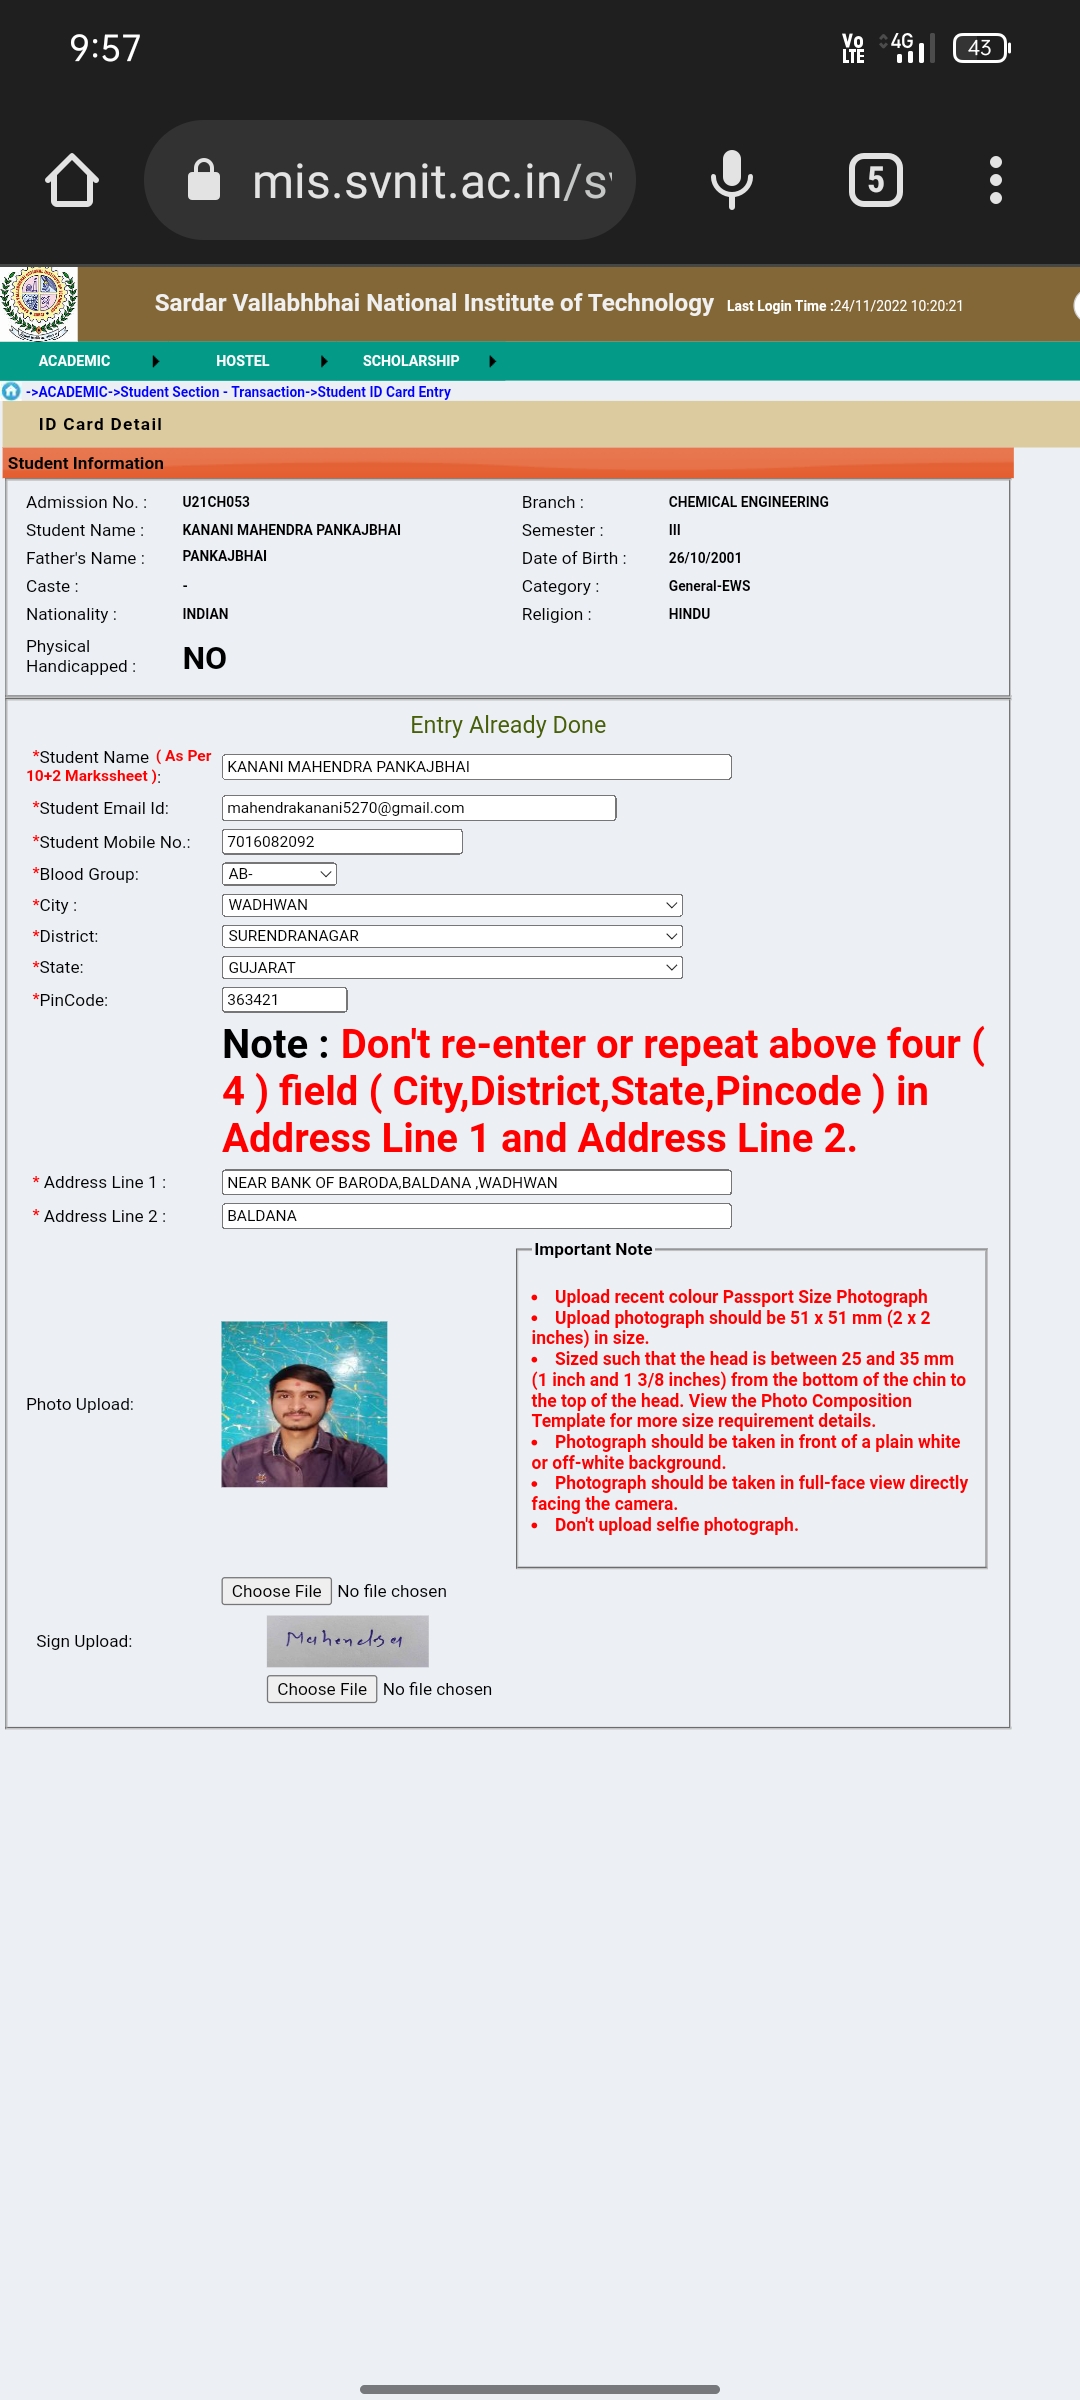 9:57
Vo LTE 4G 43
mis.svnit.ac.in/s
5
Sardar Vallabhbhai National Institute of Technology Last Login Time :24/11/2022 10:20:21
ACADEMIC HOSTEL SCHOLARSHIP
->ACADEMIC->Student Section - Transaction->Student ID Card Entry
ID Card Detail
Student Information
Admission No. : U21CH053 Branch : CHEMICAL ENGINEERING
Student Name : KANANI MAHENDRA PANKAJBHAI Semester : III
Father's Name : PANKAJBHAI Date of Birth : 26/10/2001
Caste : - Category : General-EWS
Nationality : INDIAN Religion : HINDU
Physical
Handicapped : NO
Entry Already Done
*Student Name ( As Per
10+2 Markssheet ): KANANI MAHENDRA PANKAJBHAI
*Student Email Id: mahendrakanani5270@gmail.com
*Student Mobile No.: 7016082092
*Blood Group: AB-
*City : WADHWAN
*District: SURENDRANAGAR
*State: GUJARAT
*PinCode: 363421
Note : Don't re-enter or repeat above four (
4 ) field ( City,District,State,Pincode ) in
Address Line 1 and Address Line 2.
* Address Line 1 : NEAR BANK OF BARODA,BALDANA ,WADHWAN
* Address Line 2 : BALDANA
Photo Upload:
Important Note
• Upload recent colour Passport Size Photograph
• Upload photograph should be 51 x 51 mm (2 x 2
inches) in size.
• Sized such that the head is between 25 and 35 mm
(1 inch and 1 3/8 inches) from the bottom of the chin to
the top of the head. View the Photo Composition
Template for more size requirement details.
• Photograph should be taken in front of a plain white
or off-white background.
• Photograph should be taken in full-face view directly
facing the camera.
• Don't upload selfie photograph.
Choose File No file chosen
Sign Upload:
Choose File No file chosen